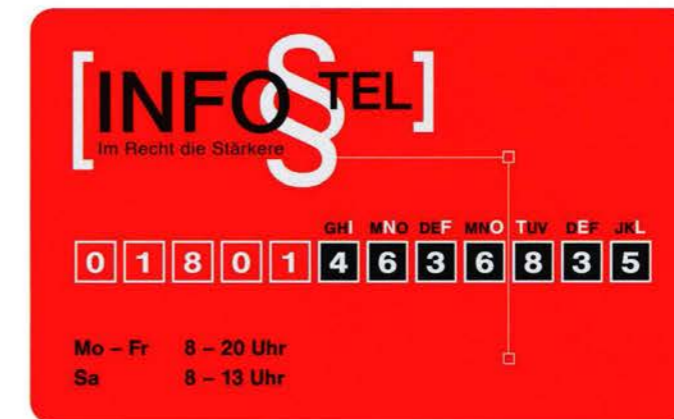 [INFO§TEL]
Im Recht die Stärkere
GHI MNO DEF MNO TUV DEF JKL
0 1 8 0 1 4 6 3 6 8 3 5
Mo – Fr 8 – 20 Uhr
Sa 8 – 13 Uhr